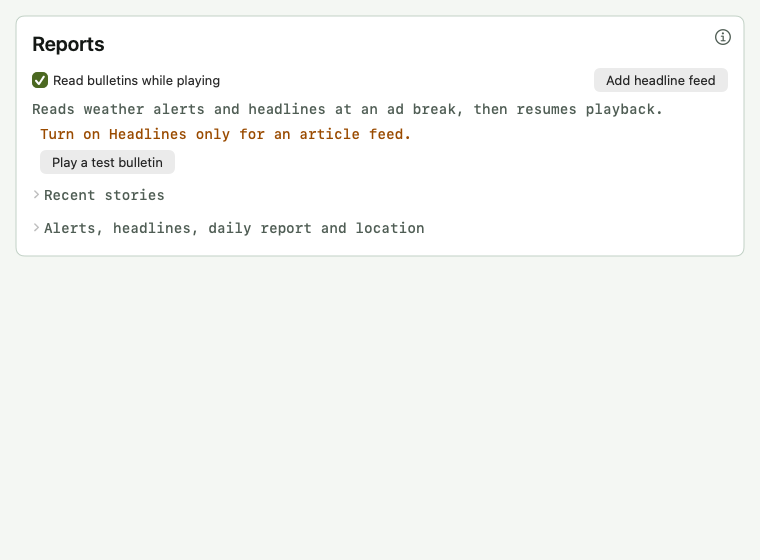 Reports
Read bulletins while playing
Add headline feed
Reads weather alerts and headlines at an ad break, then resumes playback.
Turn on Headlines only for an article feed.
Play a test bulletin
Recent stories
Alerts, headlines, daily report and location